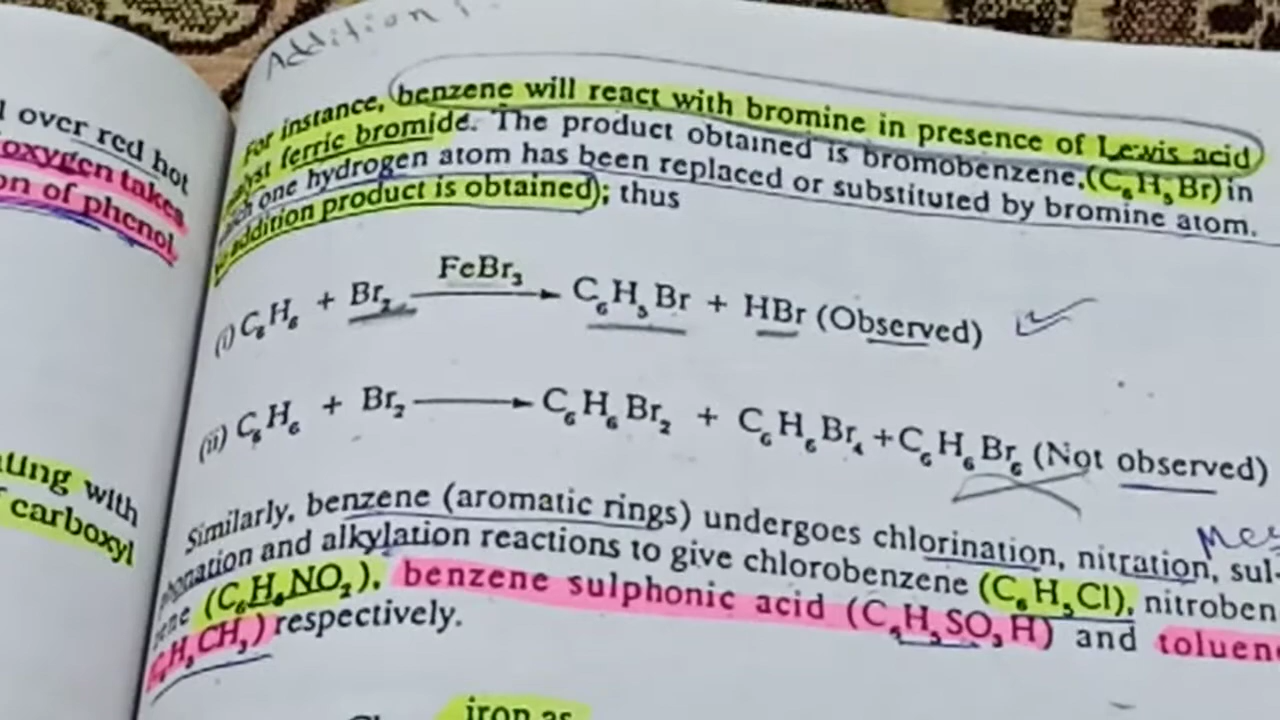 l over red hot
oxygen takes
on of phenol.
ating with
carboxyl
Addition
For instance, benzene will react with bromine in presence of Lewis acid
ferric bromide. The product obtained is bromobenzene,(C₆H₅Br) in
one hydrogen atom has been replaced or substituted by bromine atom.
addition product is obtained); thus
(i) C₆H₆ + Br₂ FeBr₃ → C₆H₅Br + HBr (Observed) ✓
(ii) C₆H₆ + Br₂ → C₆H₆Br₂ + C₆H₆Br₄ +C₆H₆Br₆ (Not observed)
Similarly, benzene (aromatic rings) undergoes chlorination, nitration, sul-
phonation and alkylation reactions to give chlorobenzene (C₆H₅Cl), nitroben
zene (C₆H₅NO₂), benzene sulphonic acid (C₆H₅SO₃H) and toluene
(C₆H₅CH₃) respectively.
iron as